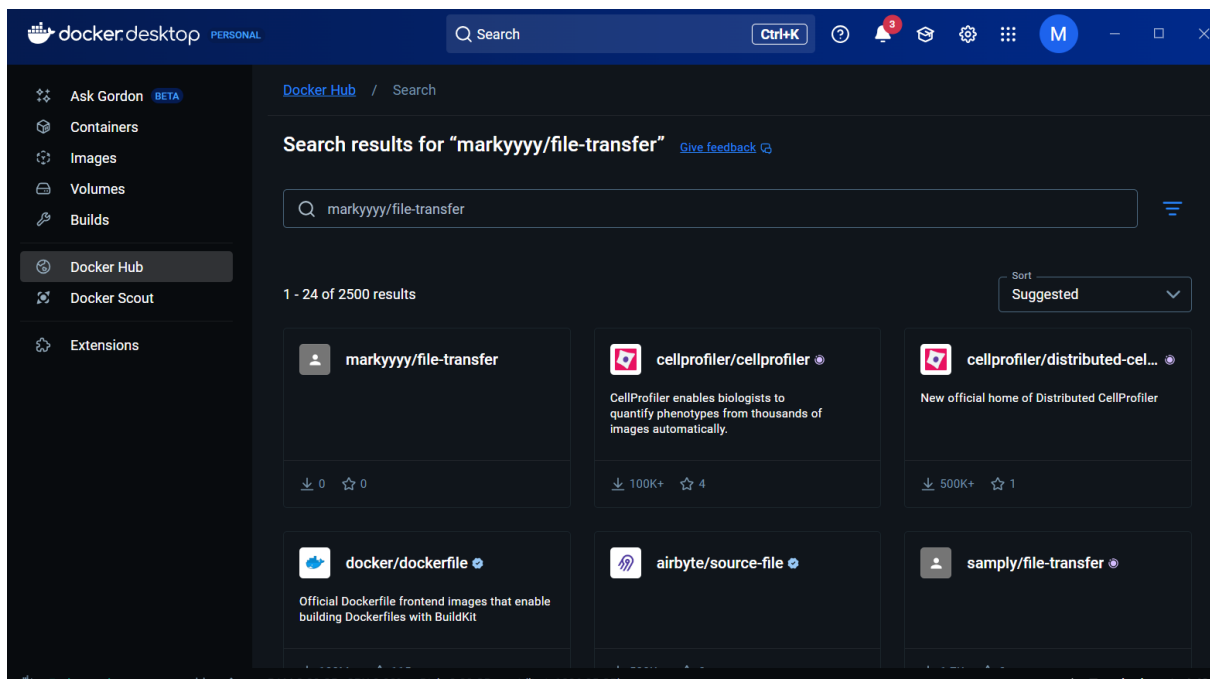 docker.desktop PERSONAL
Search
Ctrl+K
3
M
Ask Gordon BETA
Containers
Images
Volumes
Builds
Docker Hub
Docker Scout
Extensions
Docker Hub / Search
Search results for “markyyyy/file-transfer” Give feedback
markyyyy/file-transfer
1 - 24 of 2500 results
Sort
Suggested
markyyyy/file-transfer
0 0
cellprofiler/cellprofiler
CellProfiler enables biologists to
quantify phenotypes from thousands of
images automatically.
100K+ 4
cellprofiler/distributed-cel...
New official home of Distributed CellProfiler
500K+ 1
docker/dockerfile
Official Dockerfile frontend images that enable
building Dockerfiles with BuildKit
airbyte/source-file
samply/file-transfer